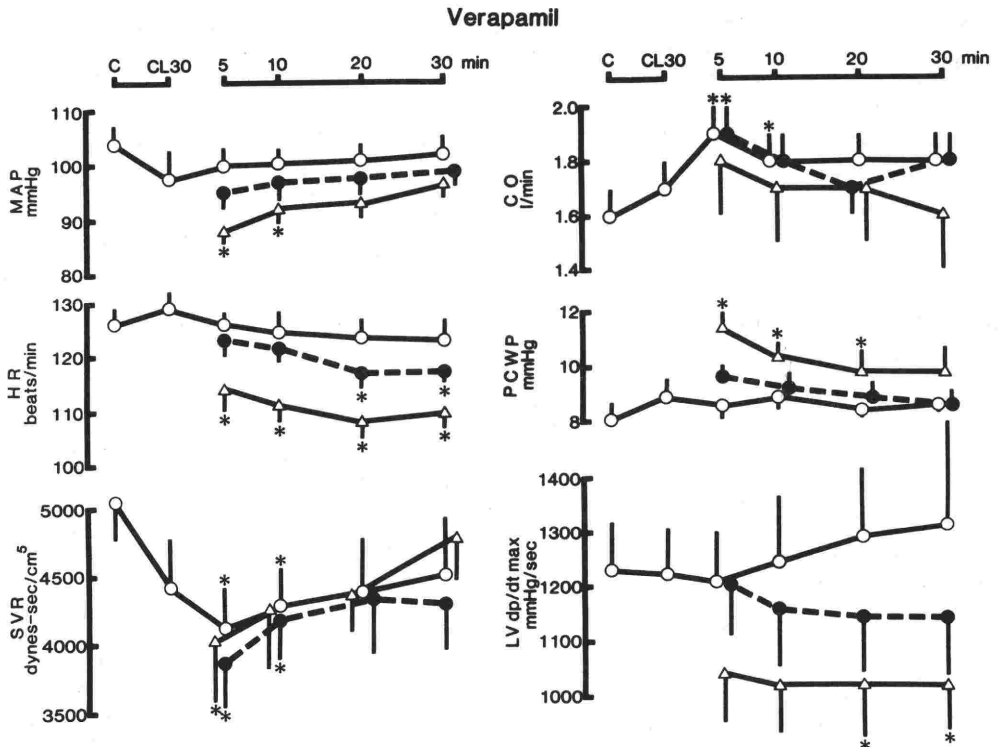 Verapamil
C CL30 5 10 20 30 min
110
100
90
80
MAP
mmHg
130
120
110
100
HR
beats/min
5000
4500
4000
3500
SVR
dynes-sec/cm5
* *
* * * *
*
* * * *
* *
* *
* *
C CL30 5 10 20 30 min
2.0
1.8
1.6
1.4
CO
l/min
** *
12
10
8
PCWP
mmHg
* * *
1400
1300
1200
1100
1000
LV dp/dt max
mmHg/sec
* *